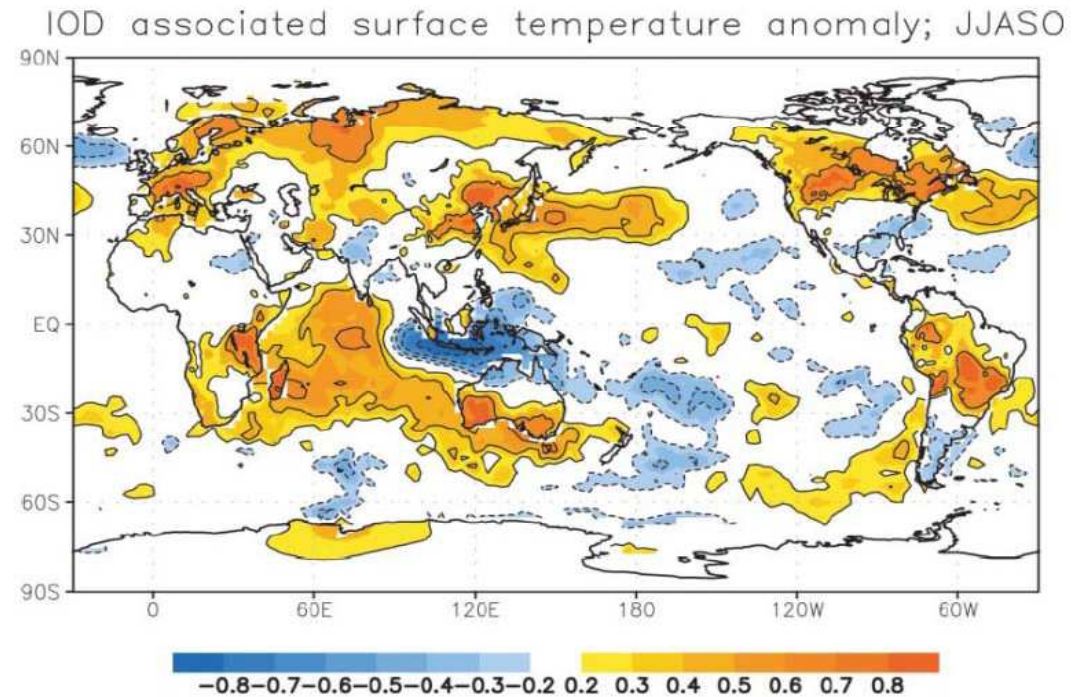 IOD associated surface temperature anomaly; JJASO
90N
60N
30N
EQ
30S
60S
90S
0 60E 120E 180 120W 60W
-0.8 -0.7 -0.6 -0.5 -0.4 -0.3 -0.2 0.2 0.3 0.4 0.5 0.6 0.7 0.8